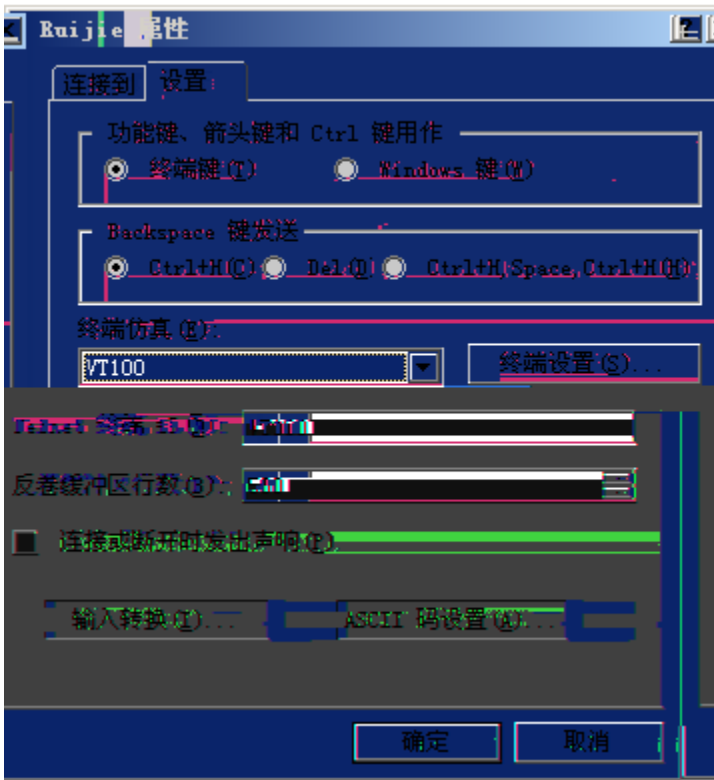 Ruijie 属性
连接到 设置
功能键、箭头键和 Ctrl 键用作
终端键(T) Windows 键(W)
Backspace 键发送
Ctrl+H(C) Del(D) Ctrl+H,Space,Ctrl+H(H)
终端仿真(E):
VT100 终端设置(S)...
Telnet 终端
反卷缓冲区行数(B):
连接或断开时发出声响(P)
输入转换(I)... ASCII 码设置(A)...
确定 取消